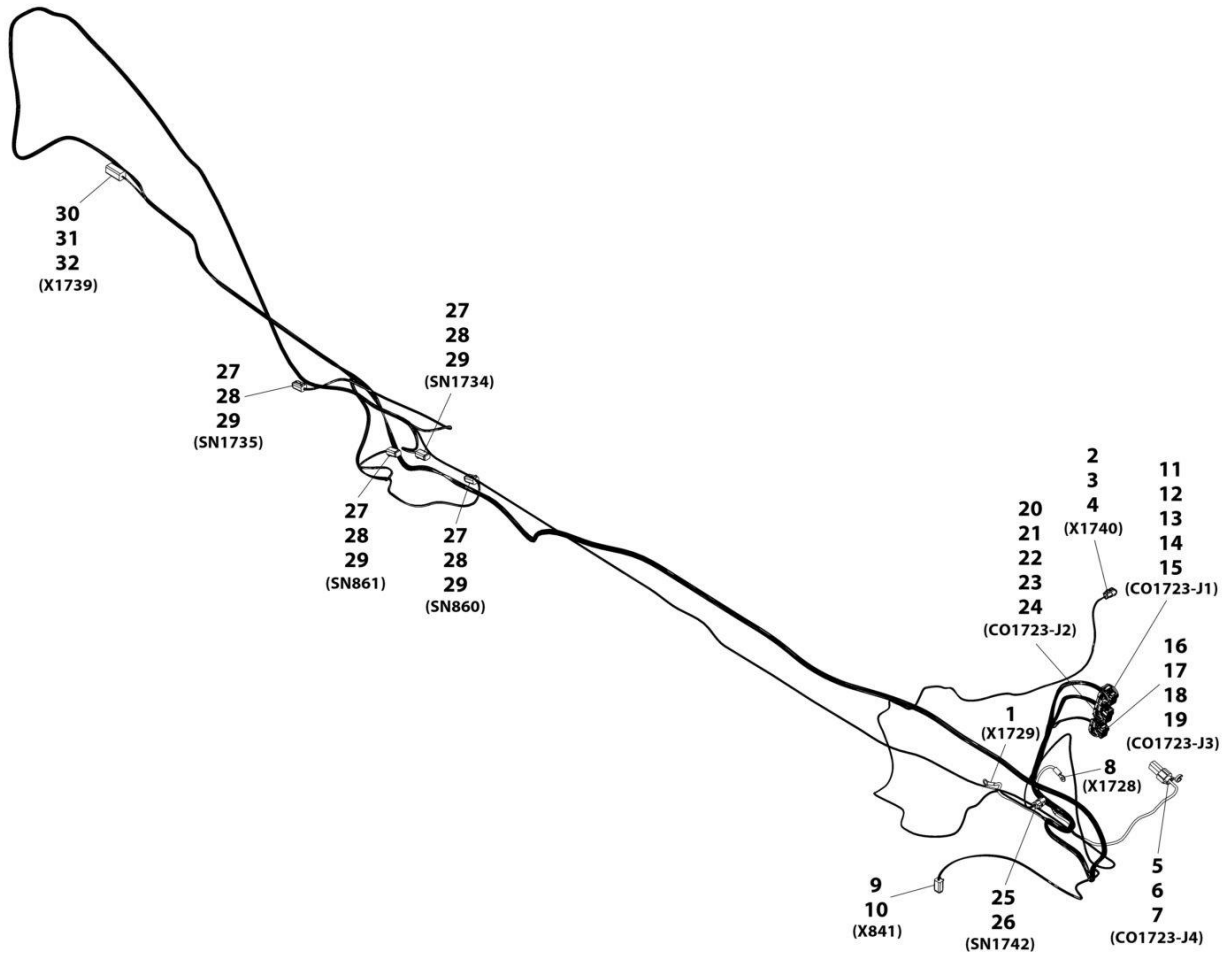 30
31
32
(X1739)
27
28
29
(SN1734)
27
28
29
(SN1735)
27
28
29
(SN861)
27
28
29
(SN860)
2
3
4
(X1740)
11
12
13
14
15
(CO1723-J1)
20
21
22
23
24
(CO1723-J2)
16
17
18
19
(CO1723-J3)
1
(X1729)
8
(X1728)
5
6
7
(CO1723-J4)
9
10
(X841)
25
26
(SN1742)